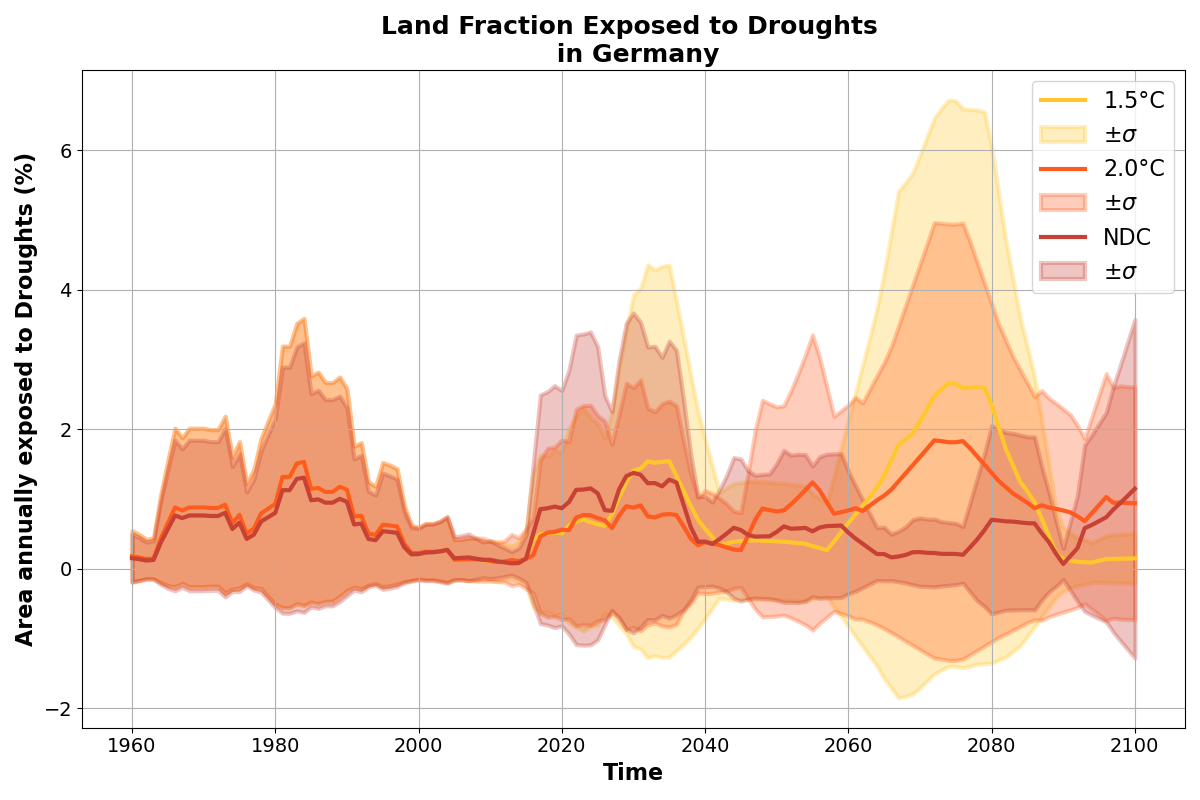 Land Fraction Exposed to Droughts
in Germany
Area annually exposed to Droughts (%)
6
4
2
0
−2
1960
1980
2000
2020
2040
2060
2080
2100
Time
1.5°C
±σ
2.0°C
±σ
NDC
±σ